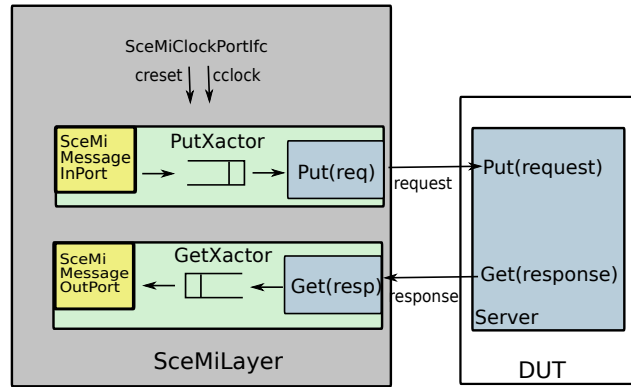 SceMiClockPortIfc
creset
cclock
SceMi
Message
InPort
PutXactor
Put(req)
request
Put(request)
SceMi
Message
OutPort
GetXactor
Get(resp)
response
Get(response)
Server
SceMiLayer
DUT